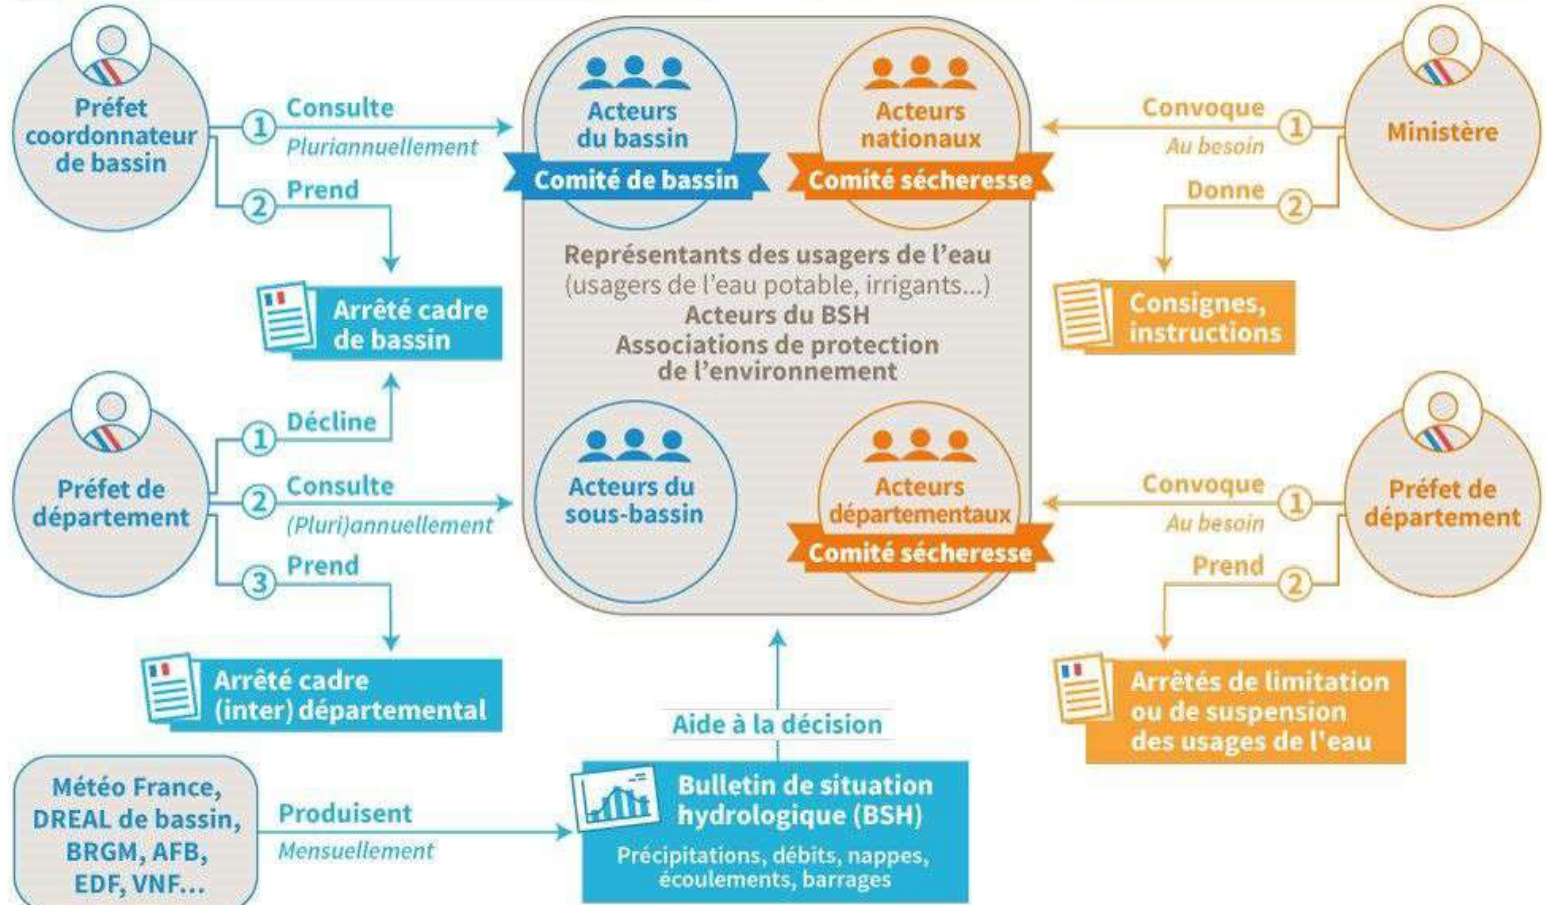 Préfet
coordonnateur
de bassin
1
Consulte
Pluriannuellement
2
Prend
Arrêté cadre
de bassin
Acteurs
du bassin
Comité de bassin
Acteurs
nationaux
Comité sécheresse
Convoque
1
Au besoin
Donne
2
Ministère
Consignes,
instructions
Représentants des usagers de l'eau
(usagers de l'eau potable, irrigants...)
Acteurs du BSH
Associations de protection
de l'environnement
Préfet de
département
1
Décline
2
Consulte
(Pluri)annuellement
3
Prend
Arrêté cadre
(inter) départemental
Acteurs du
sous-bassin
Acteurs
départementaux
Comité sécheresse
Convoque
1
Au besoin
Prend
2
Préfet de
département
Arrêtés de limitation
ou de suspension
des usages de l'eau
Aide à la décision
Météo France,
DREAL de bassin,
BRGM, AFB,
EDF, VNF...
Produisent
Mensuellement
Bulletin de situation
hydrologique (BSH)
Précipitations, débits, nappes,
écoulements, barrages